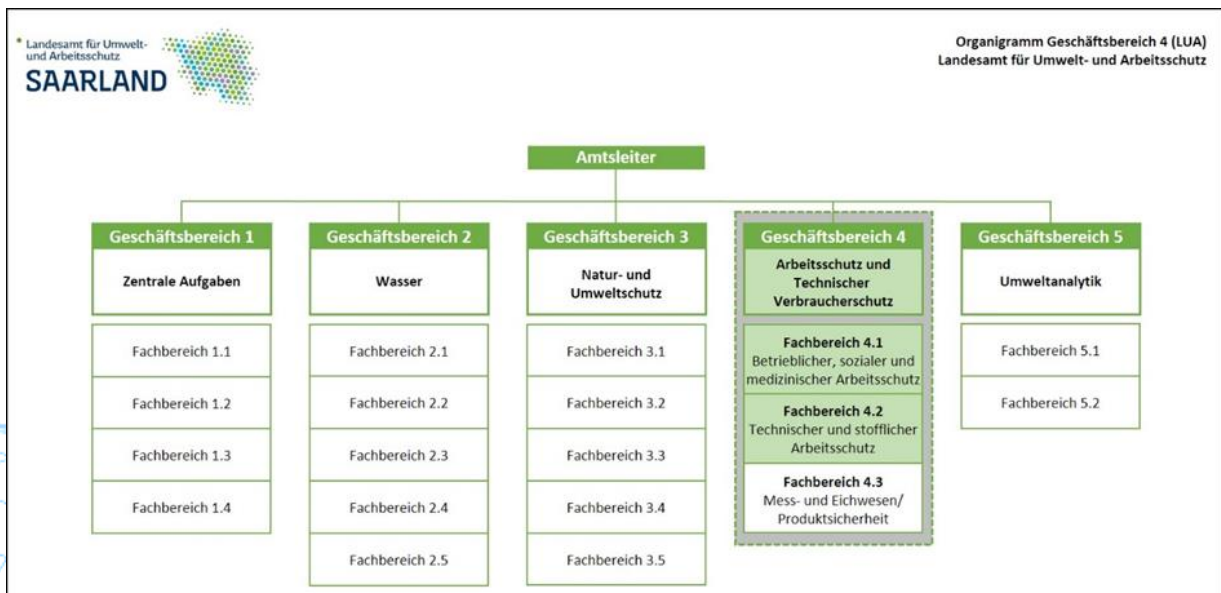 Landesamt für Umwelt-
und Arbeitsschutz
SAARLAND
Organigramm Geschäftsbereich 4 (LUA)
Landesamt für Umwelt- und Arbeitsschutz
Amtsleiter
Geschäftsbereich 1
Zentrale Aufgaben
Fachbereich 1.1
Fachbereich 1.2
Fachbereich 1.3
Fachbereich 1.4
Geschäftsbereich 2
Wasser
Fachbereich 2.1
Fachbereich 2.2
Fachbereich 2.3
Fachbereich 2.4
Fachbereich 2.5
Geschäftsbereich 3
Natur- und
Umweltschutz
Fachbereich 3.1
Fachbereich 3.2
Fachbereich 3.3
Fachbereich 3.4
Fachbereich 3.5
Geschäftsbereich 4
Arbeitsschutz und
Technischer
Verbraucherschutz
Fachbereich 4.1
Betrieblicher, sozialer und
medizinischer Arbeitsschutz
Fachbereich 4.2
Technischer und stofflicher
Arbeitsschutz
Fachbereich 4.3
Mess- und Eichwesen/
Produktsicherheit
Geschäftsbereich 5
Umweltanalytik
Fachbereich 5.1
Fachbereich 5.2